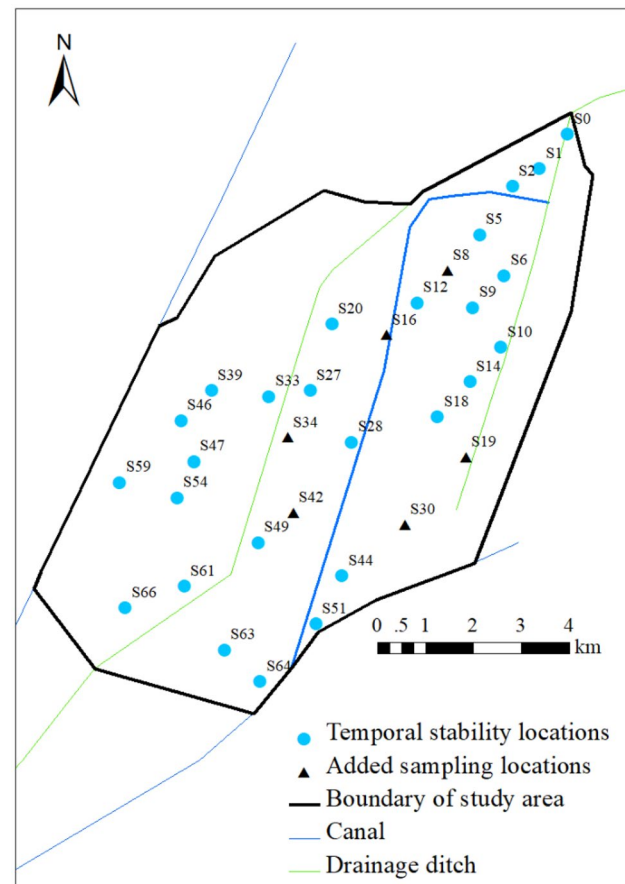 N
S0
S1
S2
S5
S8
S6
S12
S9
S20
S16
S10
S39
S33
S27
S14
S46
S18
S34
S28
S47
S19
S59
S54
S42
S30
S49
S44
S61
S66
S51
S63
S64
0 .5 1 2 3 4
km
Temporal stability locations
Added sampling locations
Boundary of study area
Canal
Drainage ditch